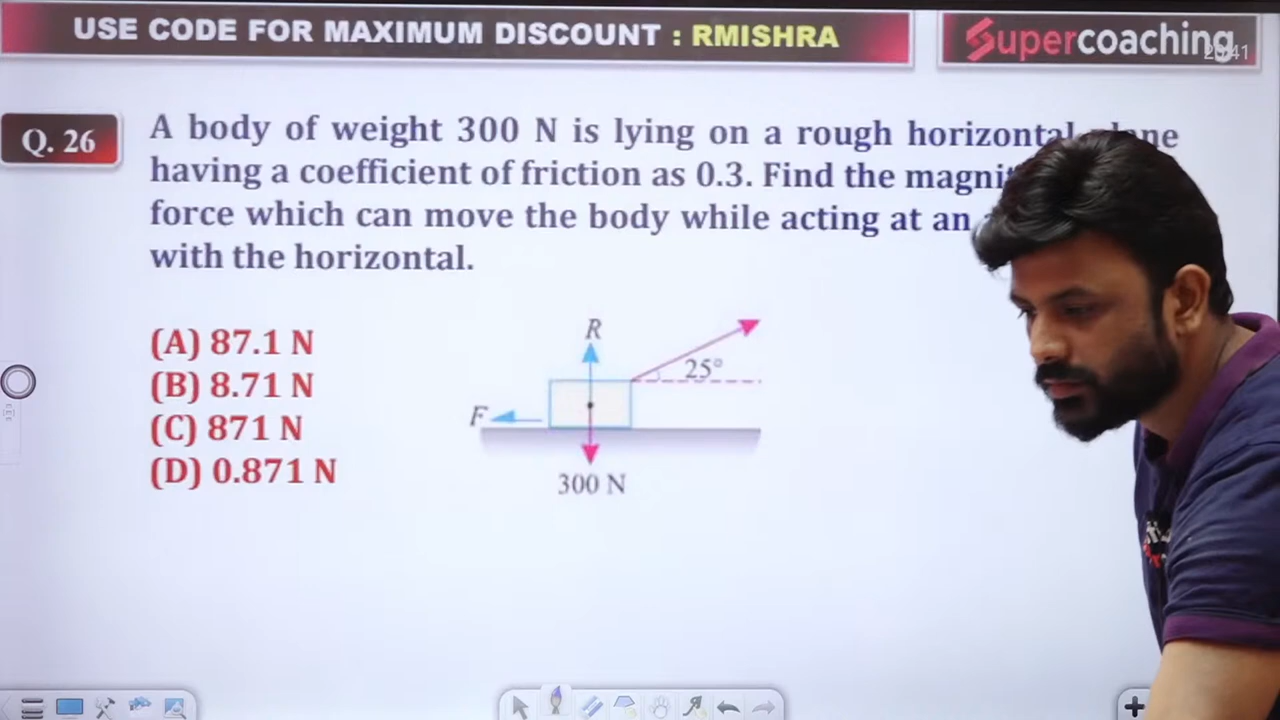 USE CODE FOR MAXIMUM DISCOUNT : RMISHRA
Supercoaching
Q. 26
A body of weight 300 N is lying on a rough horizontal
having a coefficient of friction as 0.3. Find the
force which can move the body while acting at an
with the horizontal.
(A) 87.1 N
(B) 8.71 N
(C) 871 N
(D) 0.871 N
R
25°
F
300 N